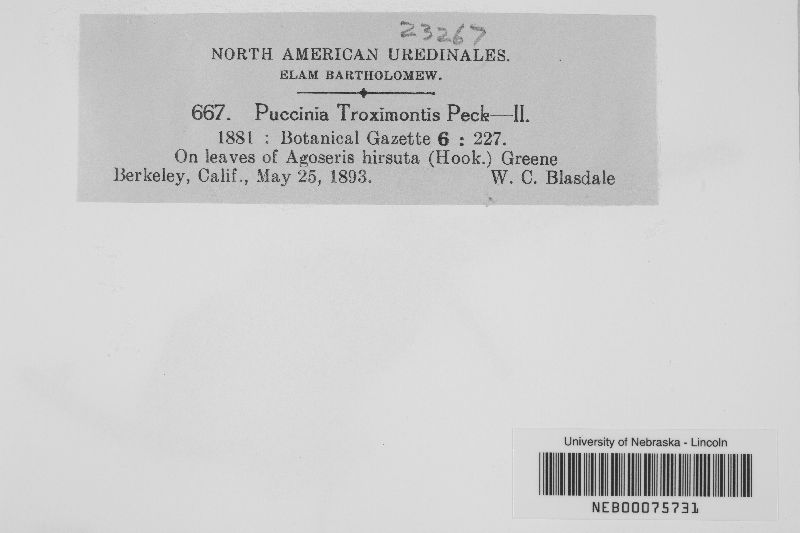 23267
NORTH AMERICAN UREDINALES.
ELAM BARTHOLOMEW.
667. Puccinia Troximontis Peck—II.
1881 : Botanical Gazette 6 : 227.
On leaves of Agoseris hirsuta (Hook.) Greene
Berkeley, Calif., May 25, 1893. W. C. Blasdale
University of Nebraska - Lincoln
NEB00075731